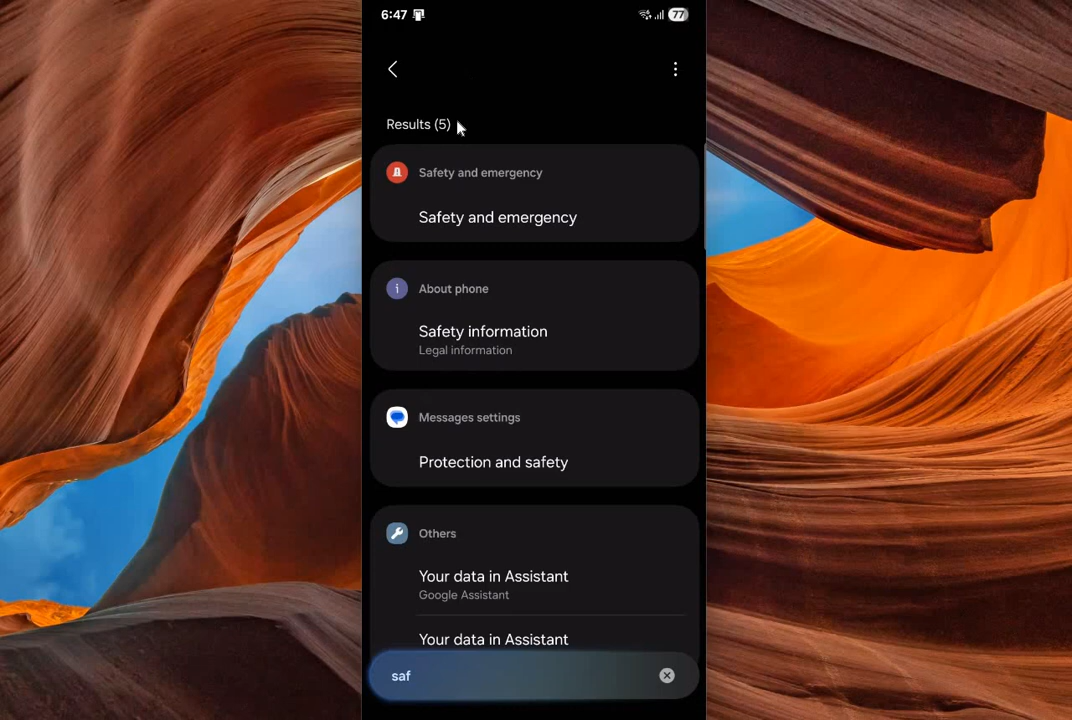 6:47
77
Results (5)
Safety and emergency
Safety and emergency
About phone
Safety information
Legal information
Messages settings
Protection and safety
Others
Your data in Assistant
Google Assistant
Your data in Assistant
saf